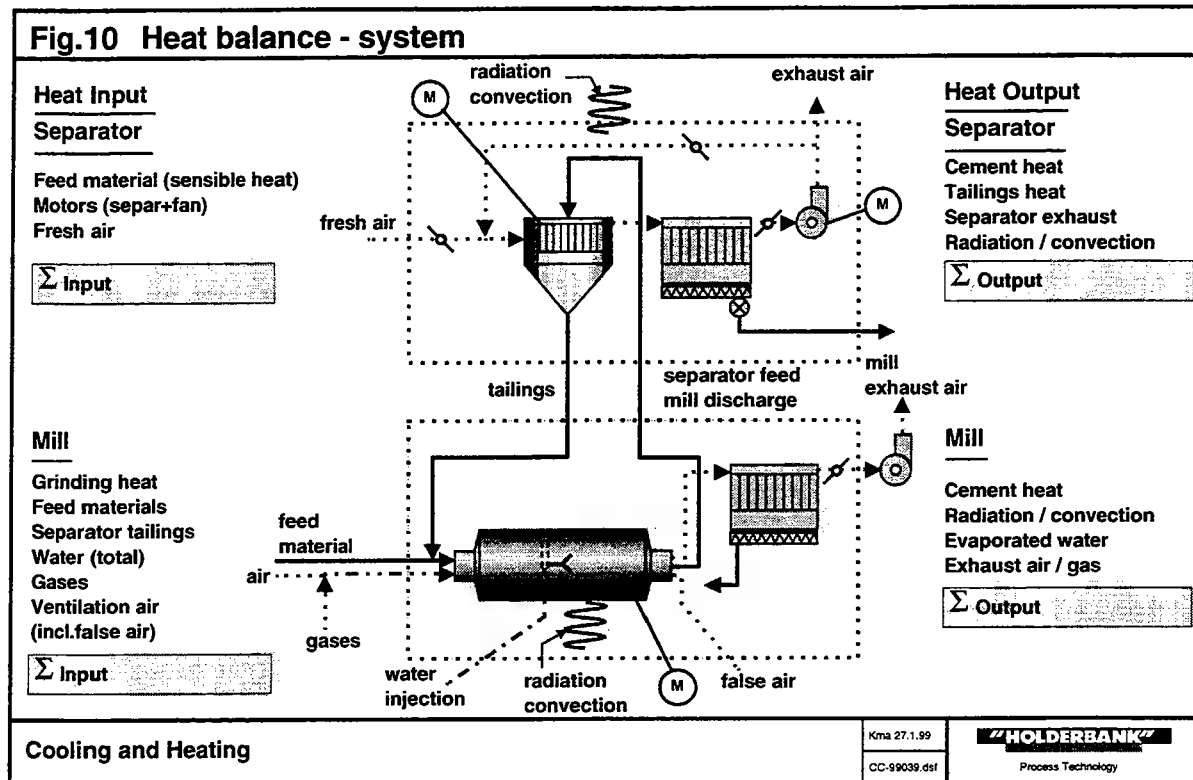 Fig.10 Heat balance - system
Heat Input
Separator
Feed material (sensible heat)
Motors (separ+fan)
Fresh air
Σ Input
radiation
convection
M
exhaust air
fresh air
M
Heat Output
Separator
Cement heat
Tailings heat
Separator exhaust
Radiation / convection
Σ Output
tailings
separator feed
mill discharge
mill
exhaust air
Mill
Grinding heat
Feed materials
Separator tailings
Water (total)
Gases
Ventilation air
(incl.false air)
Σ Input
feed
material
air
gases
water
injection
radiation
convection
M
false air
Mill
Cement heat
Radiation / convection
Evaporated water
Exhaust air / gas
Σ Output
Cooling and Heating
Kma 27.1.99
CC-99039.dsf
"HOLDERBANK"
Process Technology